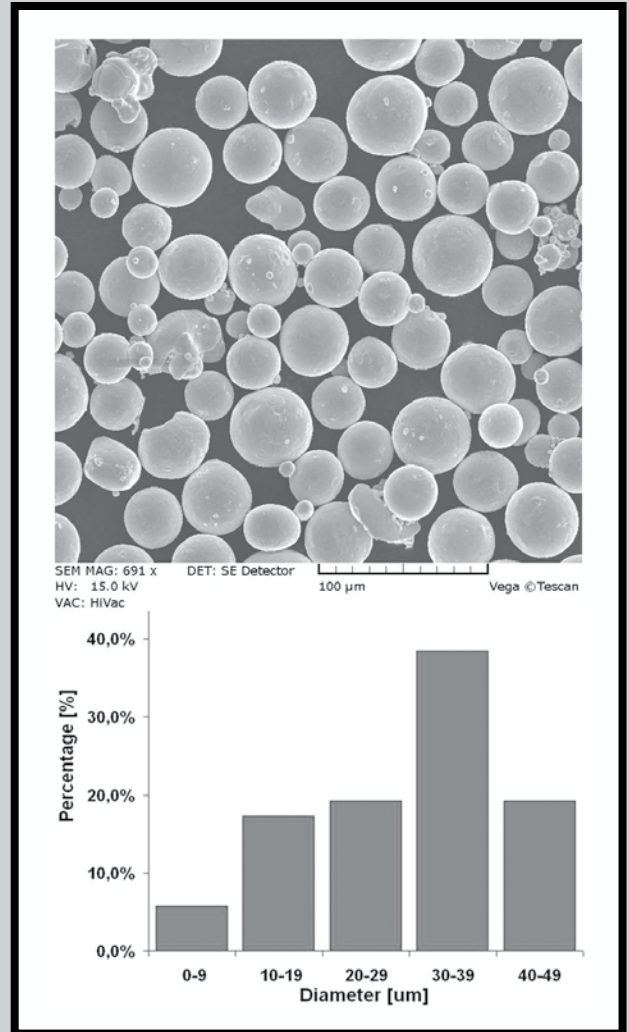 SEM MAG: 691 x DET: SE Detector
HV: 15.0 kV 100 µm Vega ©Tescan
VAC: HiVac
40,0%
30,0%
20,0%
10,0%
0,0%
Percentage [%]
0-9 10-19 20-29 30-39 40-49
Diameter [um]